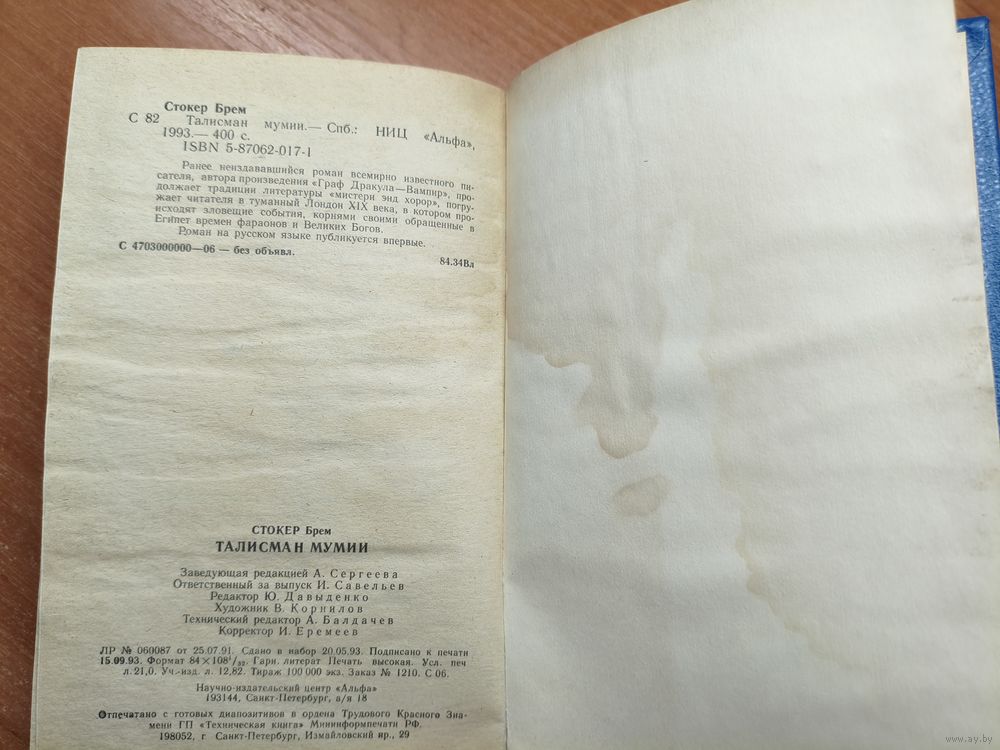 Стокер Брем
С 82 Талисман мумии.— Спб.: НИЦ «Альфа»,
1993.— 400 с.
ISBN 5-87062-017-1
Ранее неиздававшийся роман всемирно известного пи-
сателя, автора произведения «Граф Дракула—Вампир», про-
должает традиции литературы «мистери энд хорор», погру-
жает читателя в туманный Лондон XIX века, в котором про-
исходят зловещие события, корнями своими обращенные в
Египет времен фараонов и Великих Богов.
Роман на русском языке публикуется впервые.
С 4703000000—06 — без объявл.
84.34Вл
СТОКЕР Брем
ТАЛИСМАН МУМИИ
Заведующая редакцией А. Сергеева
Ответственный за выпуск И. Савельев
Редактор Ю. Давыденко
Художник В. Корнилов
Технический редактор А. Балдачев
Корректор И. Еремеев
ЛР № 060087 от 25.07.91. Сдано в набор 20.05.93. Подписано к печати
15.09.93. Формат 84×108¹/₃₂. Гарн. литерат Печать высокая. Усл. печ
л. 21,0. Уч.-изд. л. 12,82. Тираж 100 000 экз. Заказ № 1210. С 06.
Научно-издательский центр «Альфа»
193144, Санкт-Петербург, а/я 18
Отпечатано с готовых диапозитивов в ордена Трудового Красного Зна-
мени ГП «Техническая книга» Мининформпечати РФ.
198052, г Санкт-Петербург, Измайловский пр., 29
www.ay.by